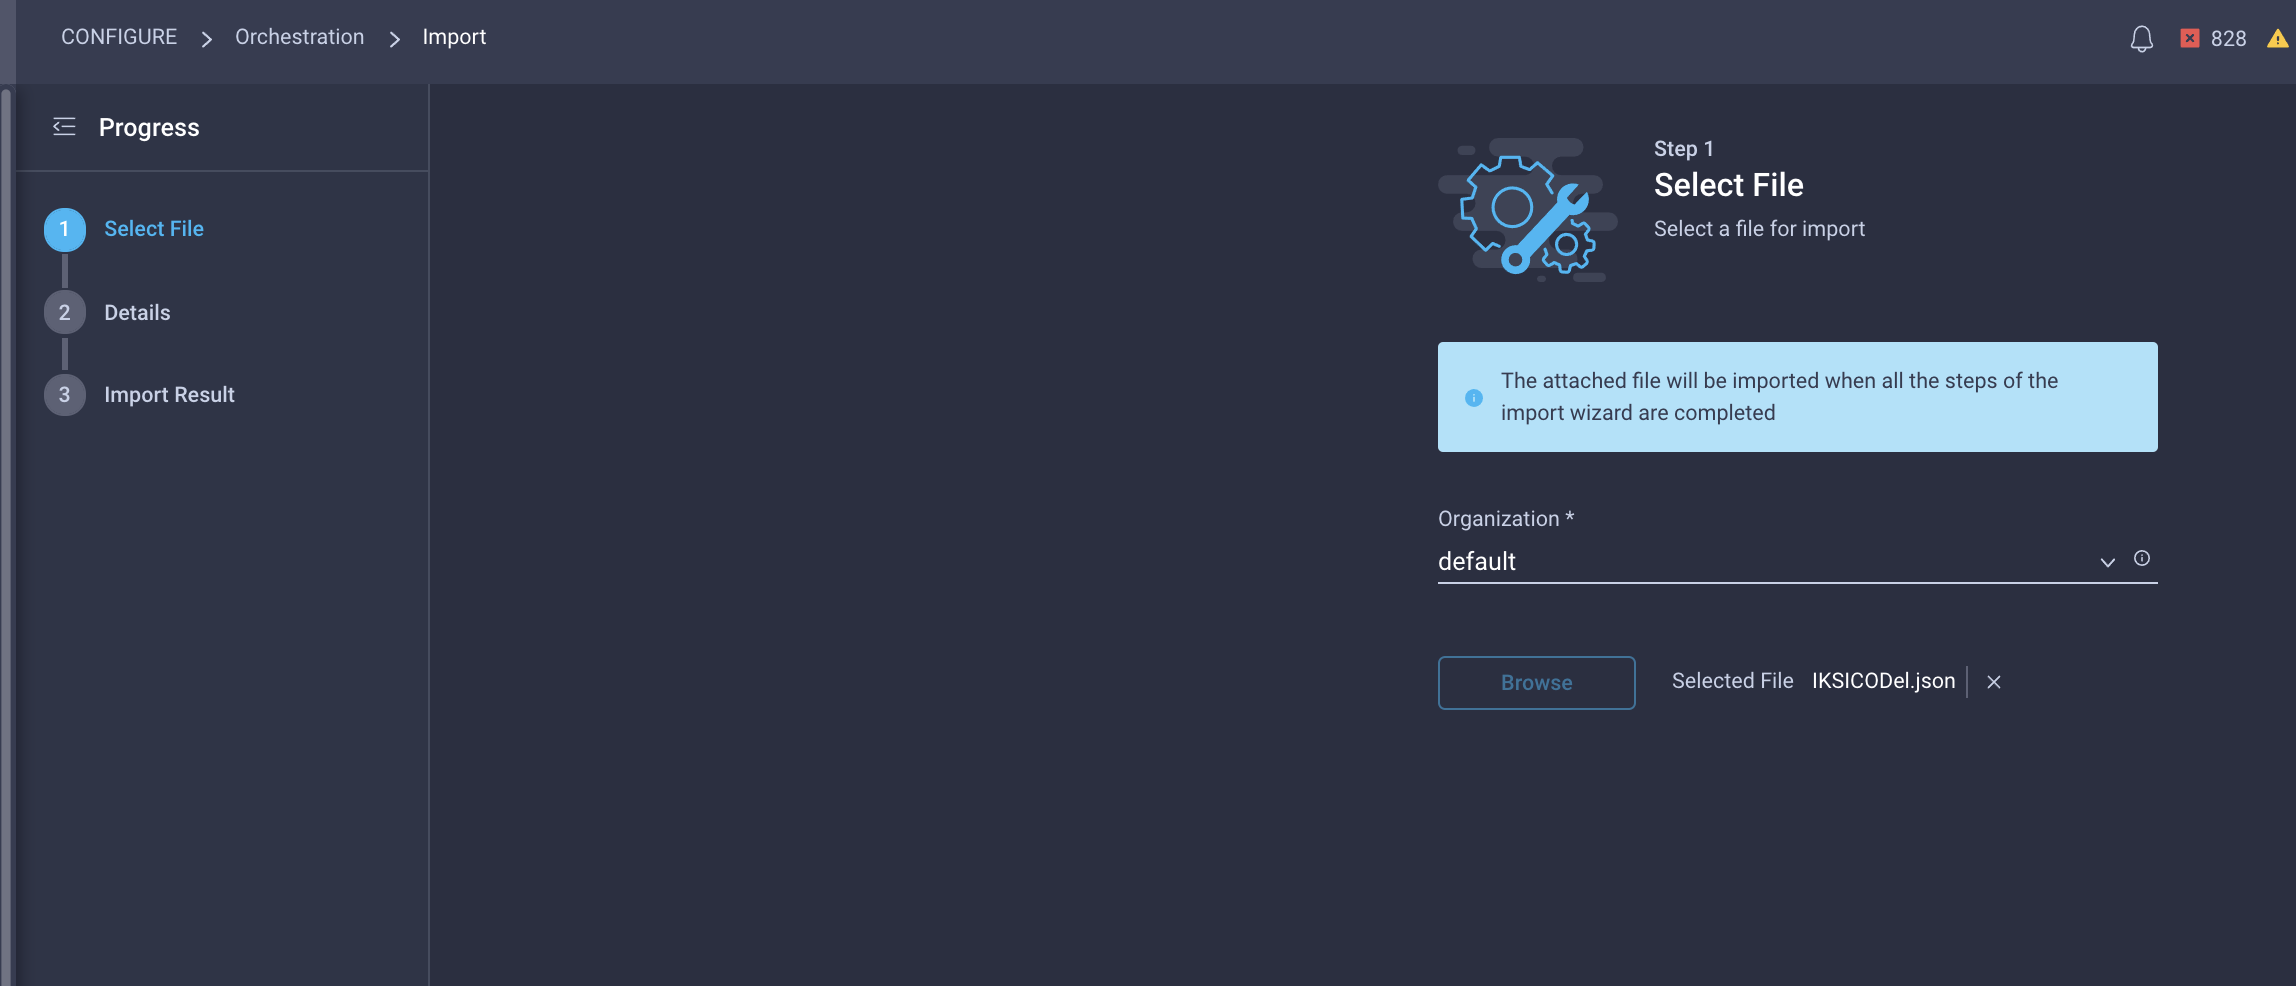 CONFIGURE > Orchestration > Import
828
Progress
1 Select File
2 Details
3 Import Result
Step 1
Select File
Select a file for import
The attached file will be imported when all the steps of the
import wizard are completed
Organization *
default
Browse
Selected File IKSICODel.json